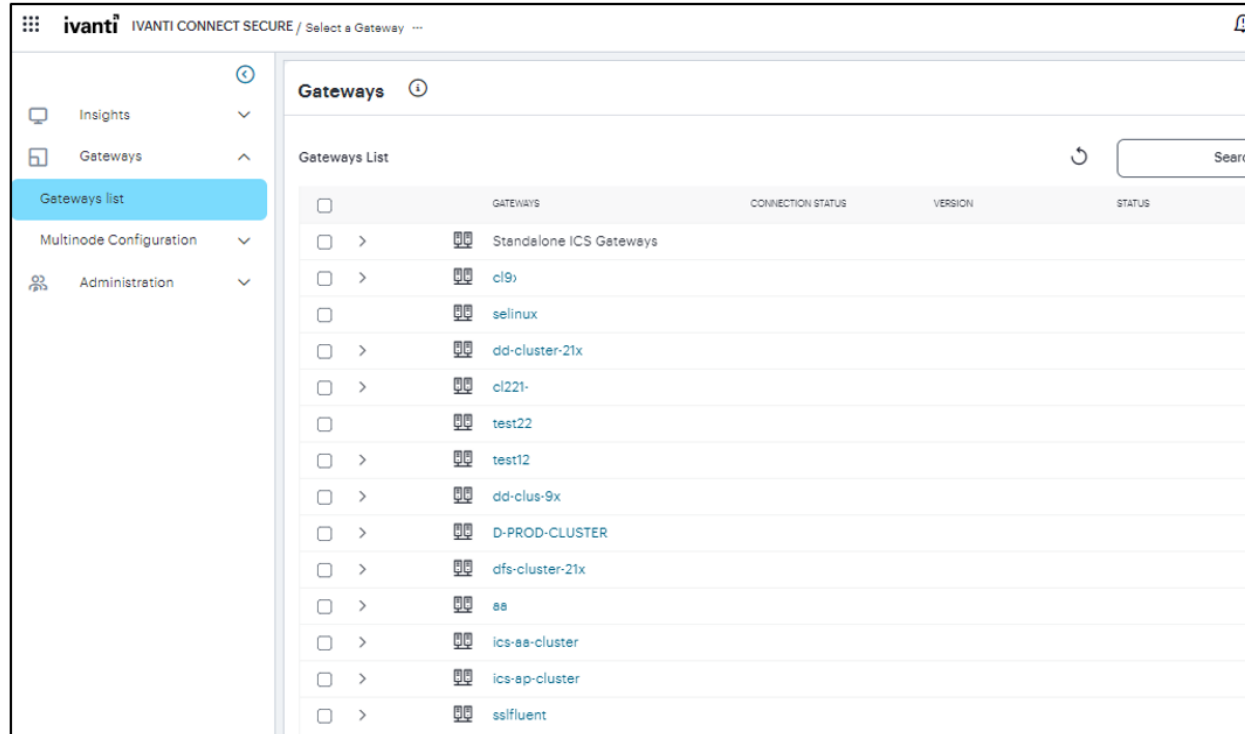 ivanti IVANTI CONNECT SECURE / Select a Gateway ...
Insights
Gateways
Gateways list
Multinode Configuration
Administration
Gateways
Gateways List
GATEWAYS CONNECTION STATUS VERSION STATUS
Standalone ICS Gateways
selinux
dd-cluster-21x
cl221-
test22
test12
dd-clus-9x
D-PROD-CLUSTER
dfs-cluster-21x
aa
ics-aa-cluster
ics-ap-cluster
sslfluent